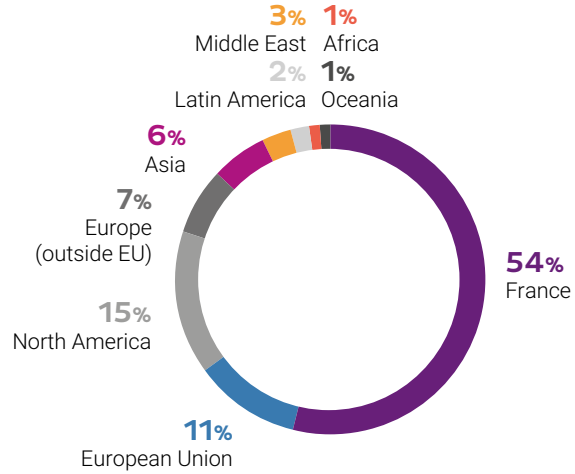 3%
Middle East
1%
Africa
2%
Latin America
1%
Oceania
6%
Asia
7%
Europe
(outside EU)
54%
France
15%
North America
11%
European Union